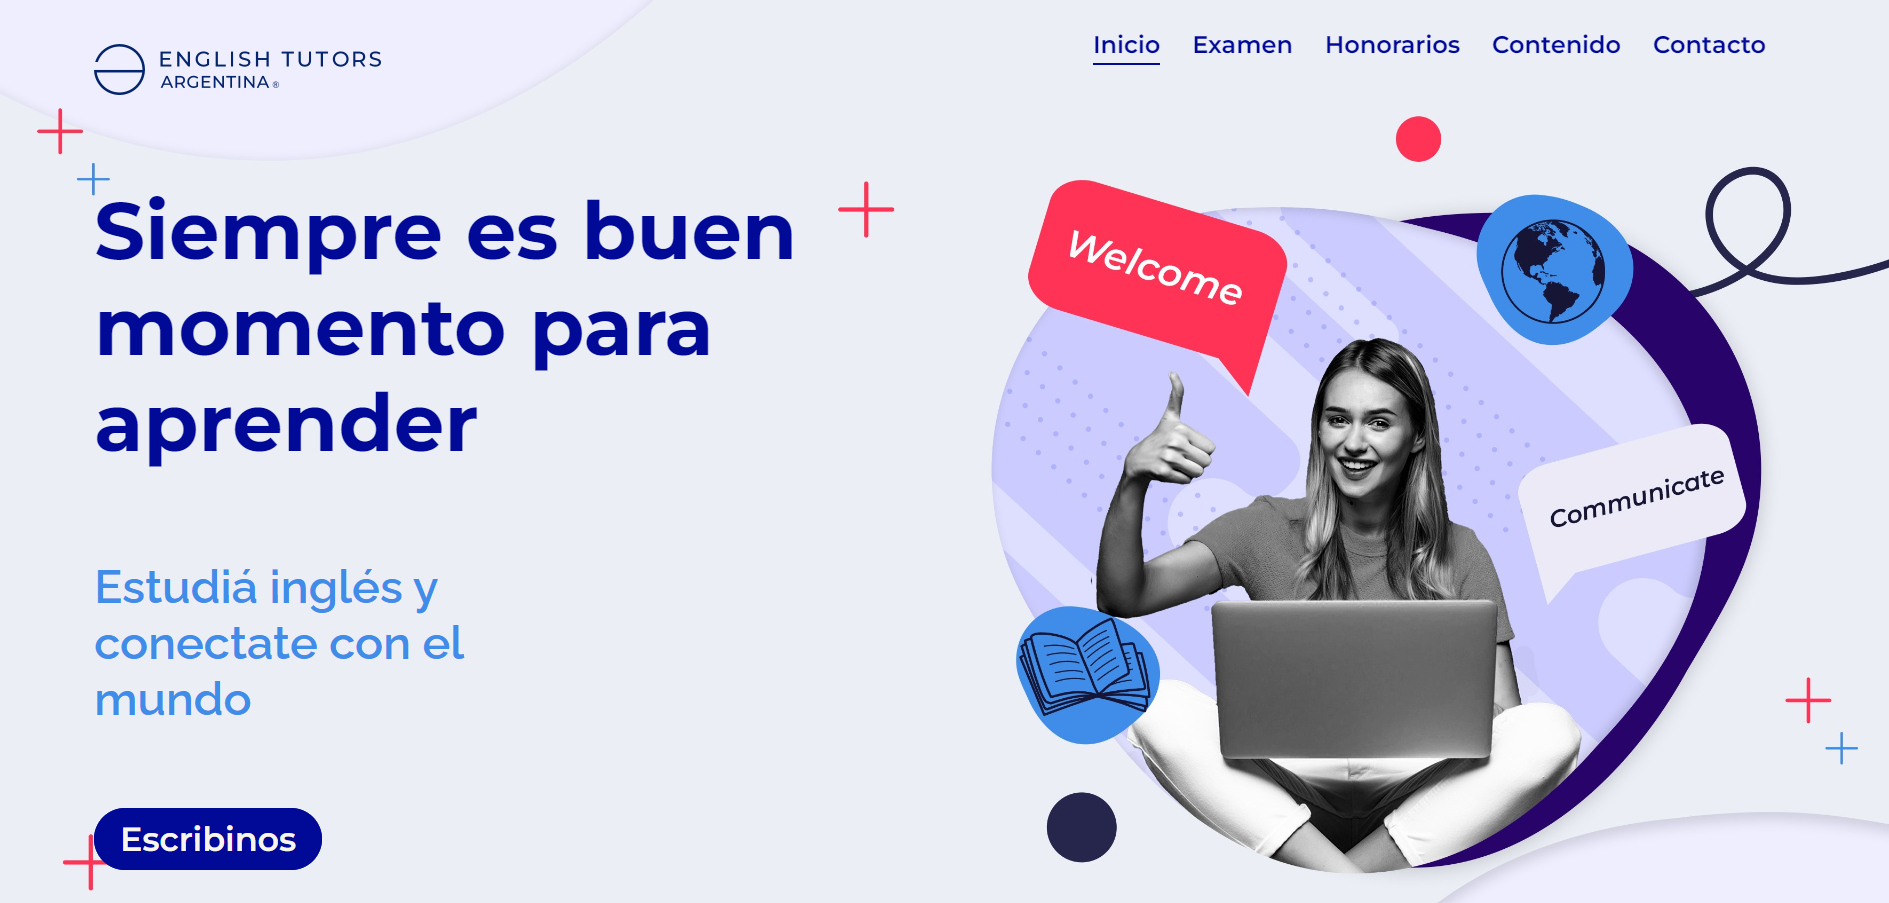 ENGLISH TUTORS
ARGENTINA®
Inicio Examen Honorarios Contenido Contacto
Siempre es buen
momento para
aprender
Welcome
Communicate
Estudiá inglés y
conectate con el
mundo
Escribinos